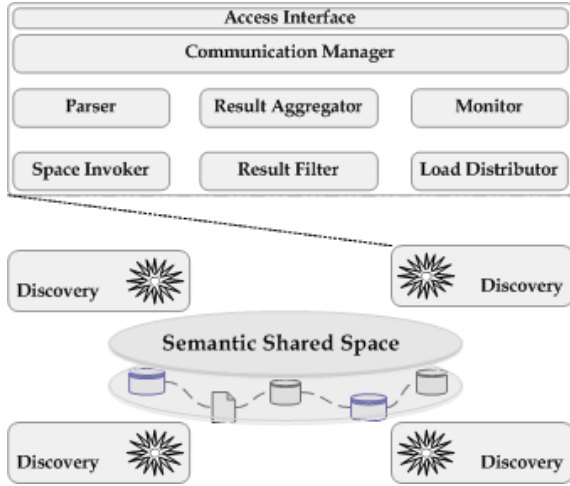 Access Interface
Communication Manager
Parser Result Aggregator Monitor
Space Invoker Result Filter Load Distributor
Discovery Discovery
Semantic Shared Space
Discovery Discovery